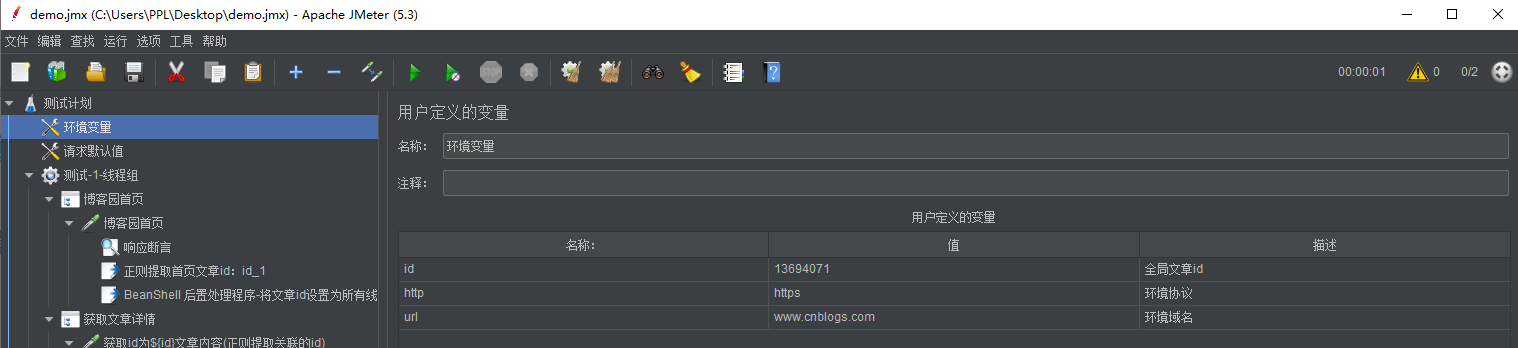 demo.jmx (C:\Users\PPL\Desktop\demo.jmx) - Apache JMeter (5.3)
文件 编辑 查找 运行 选项 工具 帮助
STOP 00:00:01 0 0/2
测试计划
环境变量
请求默认值
测试-1-线程组
博客园首页
博客园首页
响应断言
正则提取首页文章id：id_1
BeanShell 后置处理程序-将文章id设置为所有线
获取文章详情
获取id为${id}文章内容(正则提取关联的id)
用户定义的变量
名称： 环境变量
注释：
用户定义的变量
名称： 值 描述
id 13694071 全局文章id
http https 环境协议
url www.cnblogs.com 环境域名